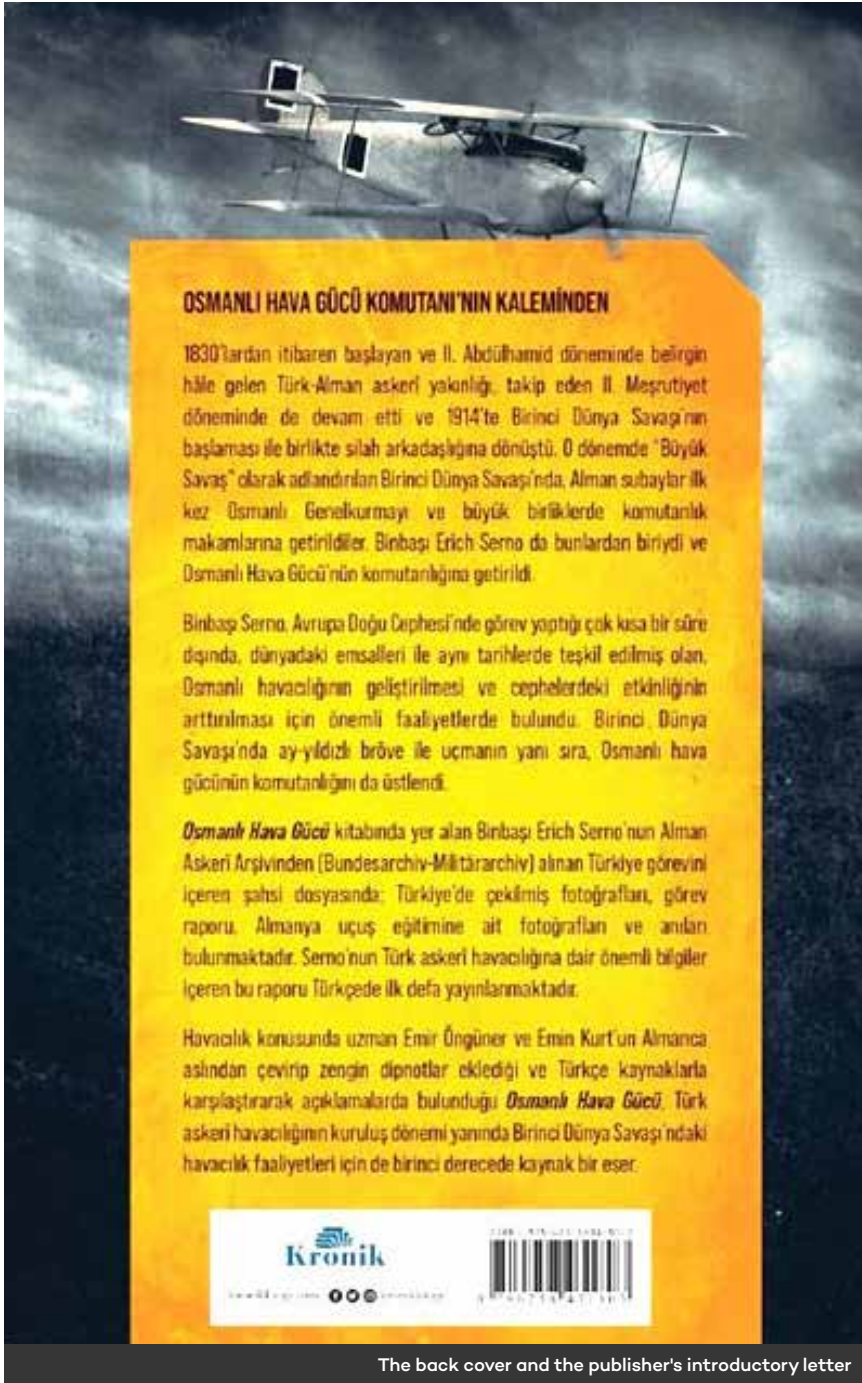 OSMANLI HAVA GÜCÜ KOMUTANI'NIN KALEMİNDEN
1830'lardan itibaren başlayan ve II. Abdülhamid döneminde belirgin
hâle gelen Türk-Alman askerî yakınlığı, takip eden II. Meşrutiyet
döneminde de devam etti ve 1914'te Birinci Dünya Savaşı'nın
başlaması ile birlikte silah arkadaşlığına dönüştü. O dönemde "Büyük
Savaş" olarak adlandırılan Birinci Dünya Savaşı'nda, Alman subaylar ilk
kez Osmanlı Genelkurmayı ve büyük birliklerde komutanlık
makamlarına getirildiler. Binbaşı Erich Serno da bunlardan biriydi ve
Osmanlı Hava Gücü'nün komutanlığına getirildi.
Binbaşı Serno, Avrupa Doğu Cephesi'nde görev yaptığı çok kısa bir süre
dışında, dünyadaki emsalleri ile aynı tarihlerde teşkil edilmiş olan,
Osmanlı havacılığının geliştirilmesi ve cephelerdeki etkinliğinin
arttırılması için önemli faaliyetlerde bulundu. Birinci Dünya
Savaşı'nda ay-yıldızlı bröve ile uçmanın yanı sıra, Osmanlı hava
gücünün komutanlığını da üstlendi.
Osmanlı Hava Gücü kitabında yer alan Binbaşı Erich Serno'nun Alman
Askerî Arşivinden (Bundesarchiv-Militärarchiv) alınan Türkiye görevini
içeren şahsi dosyasında; Türkiye'de çekilmiş fotoğrafları, görev
raporu, Almanya uçuş eğitimine ait fotoğrafları ve anıları
bulunmaktadır. Serno'nun Türk askerî havacılığına dair önemli bilgiler
içeren bu raporu Türkçede ilk defa yayınlanmaktadır.
Havacılık konusunda uzman Emir Öngüner ve Emin Kurt'un Almanca
aslından çevirip zengin dipnotlar eklediği ve Türkçe kaynaklarla
karşılaştırarak açıklamalarda bulunduğu Osmanlı Hava Gücü, Türk
askerî havacılığının kuruluş dönemi yanında Birinci Dünya Savaşı'ndaki
havacılık faaliyetleri için de birinci derecede kaynak bir eser.
Kronik
The back cover and the publisher's introductory letter